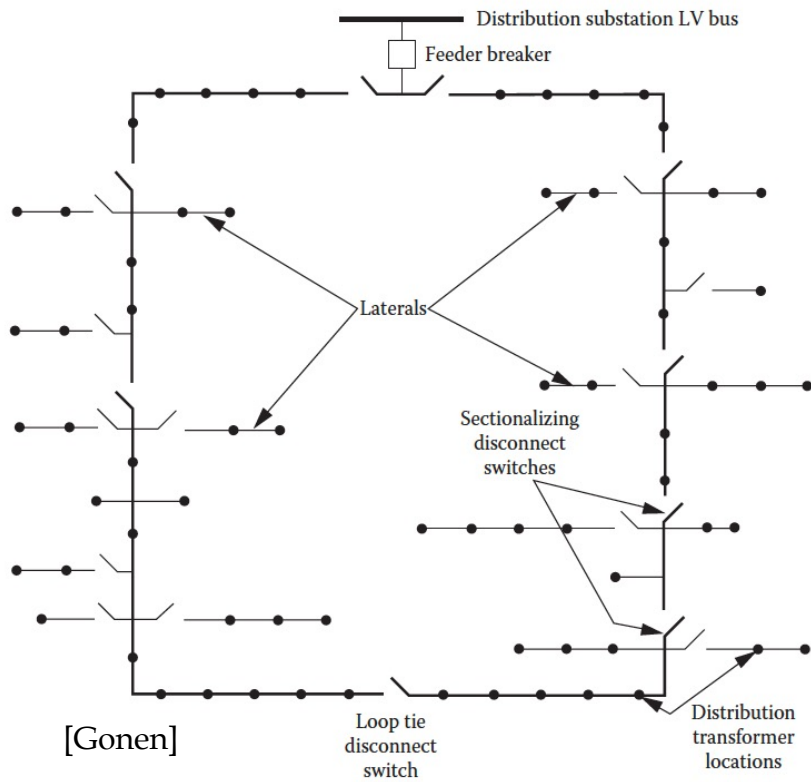 Distribution substation LV bus
Feeder breaker
Laterals
Sectionalizing
disconnect
switches
[Gonen]
Loop tie
disconnect
switch
Distribution
transformer
locations